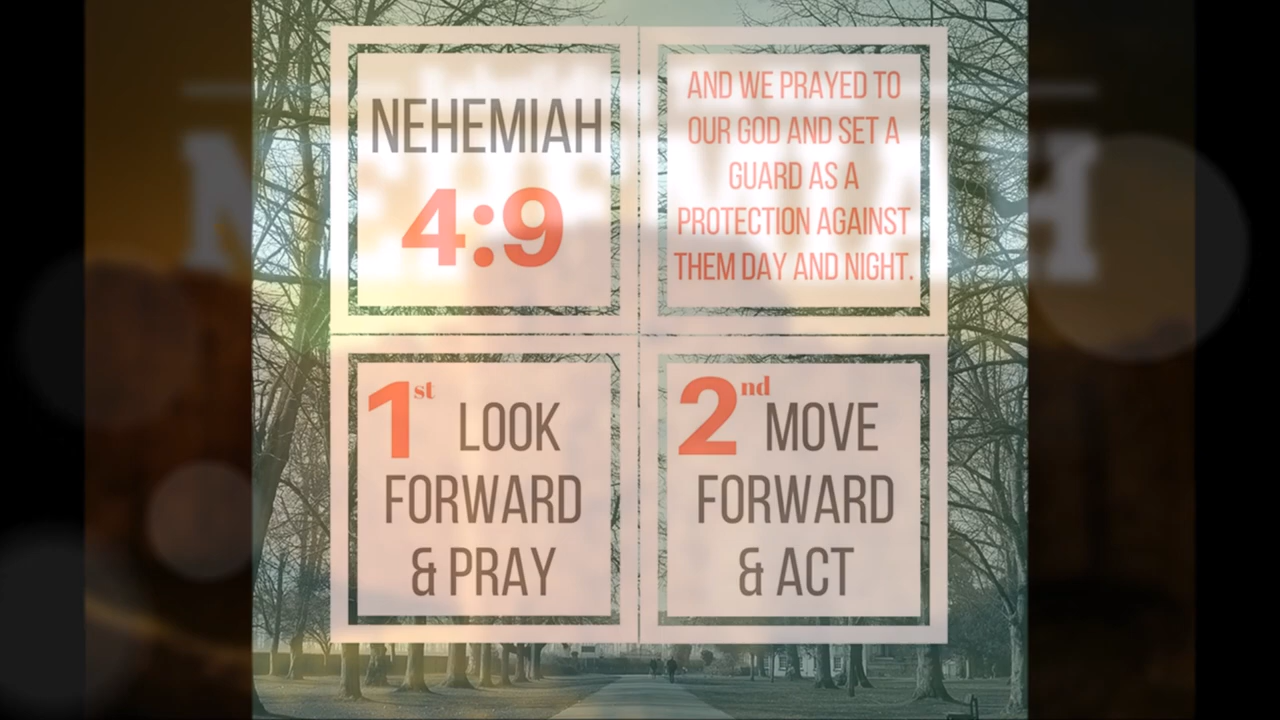 NEHEMIAH
4:9
AND WE PRAYED TO
OUR GOD AND SET A
GUARD AS A
PROTECTION AGAINST
THEM DAY AND NIGHT.
1st LOOK
FORWARD
& PRAY
2nd MOVE
FORWARD
& ACT